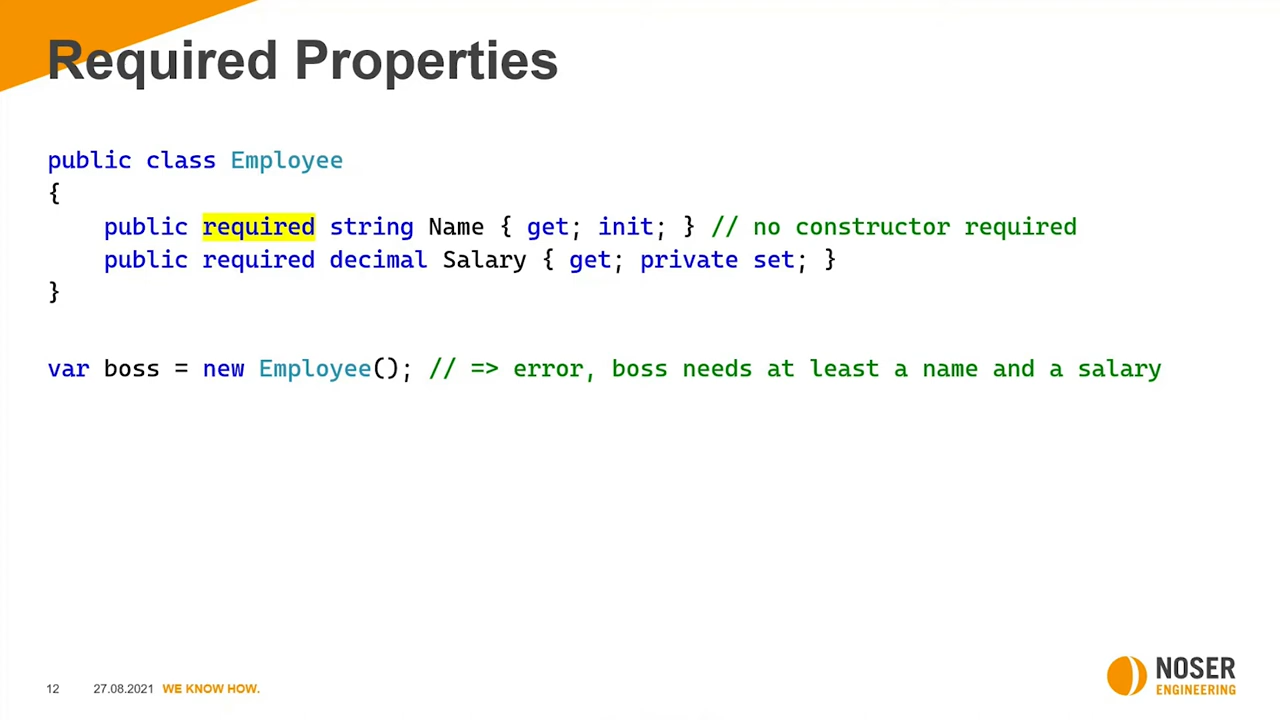 Required Properties
public class Employee
{
    public required string Name { get; init; } // no constructor required
    public required decimal Salary { get; private set; }
}
var boss = new Employee(); // => error, boss needs at least a name and a salary
12 27.08.2021 WE KNOW HOW.
NOSER
ENGINEERING